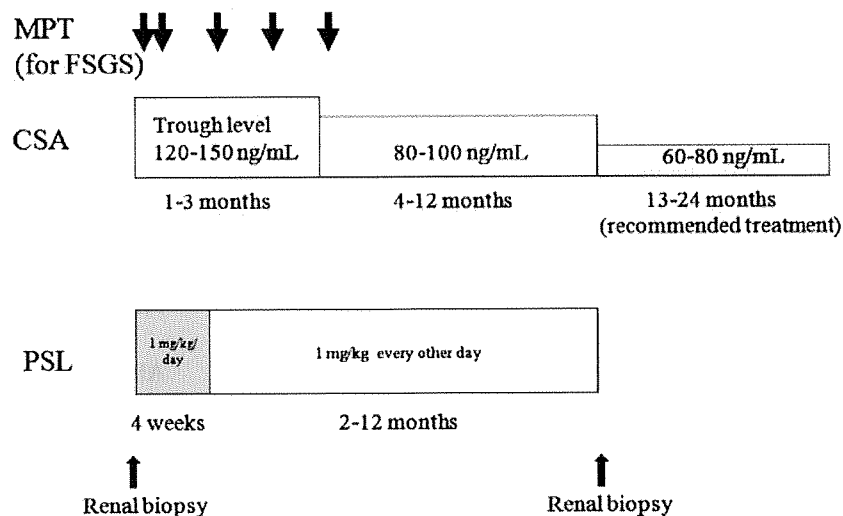 MPT
(for FSGS)
CSA
Trough level
120-150 ng/mL
80-100 ng/mL
60-80 ng/mL
1-3 months
4-12 months
13-24 months
(recommended treatment)
PSL
1 mg/kg/
day
1 mg/kg every other day
4 weeks
2-12 months
Renal biopsy
Renal biopsy